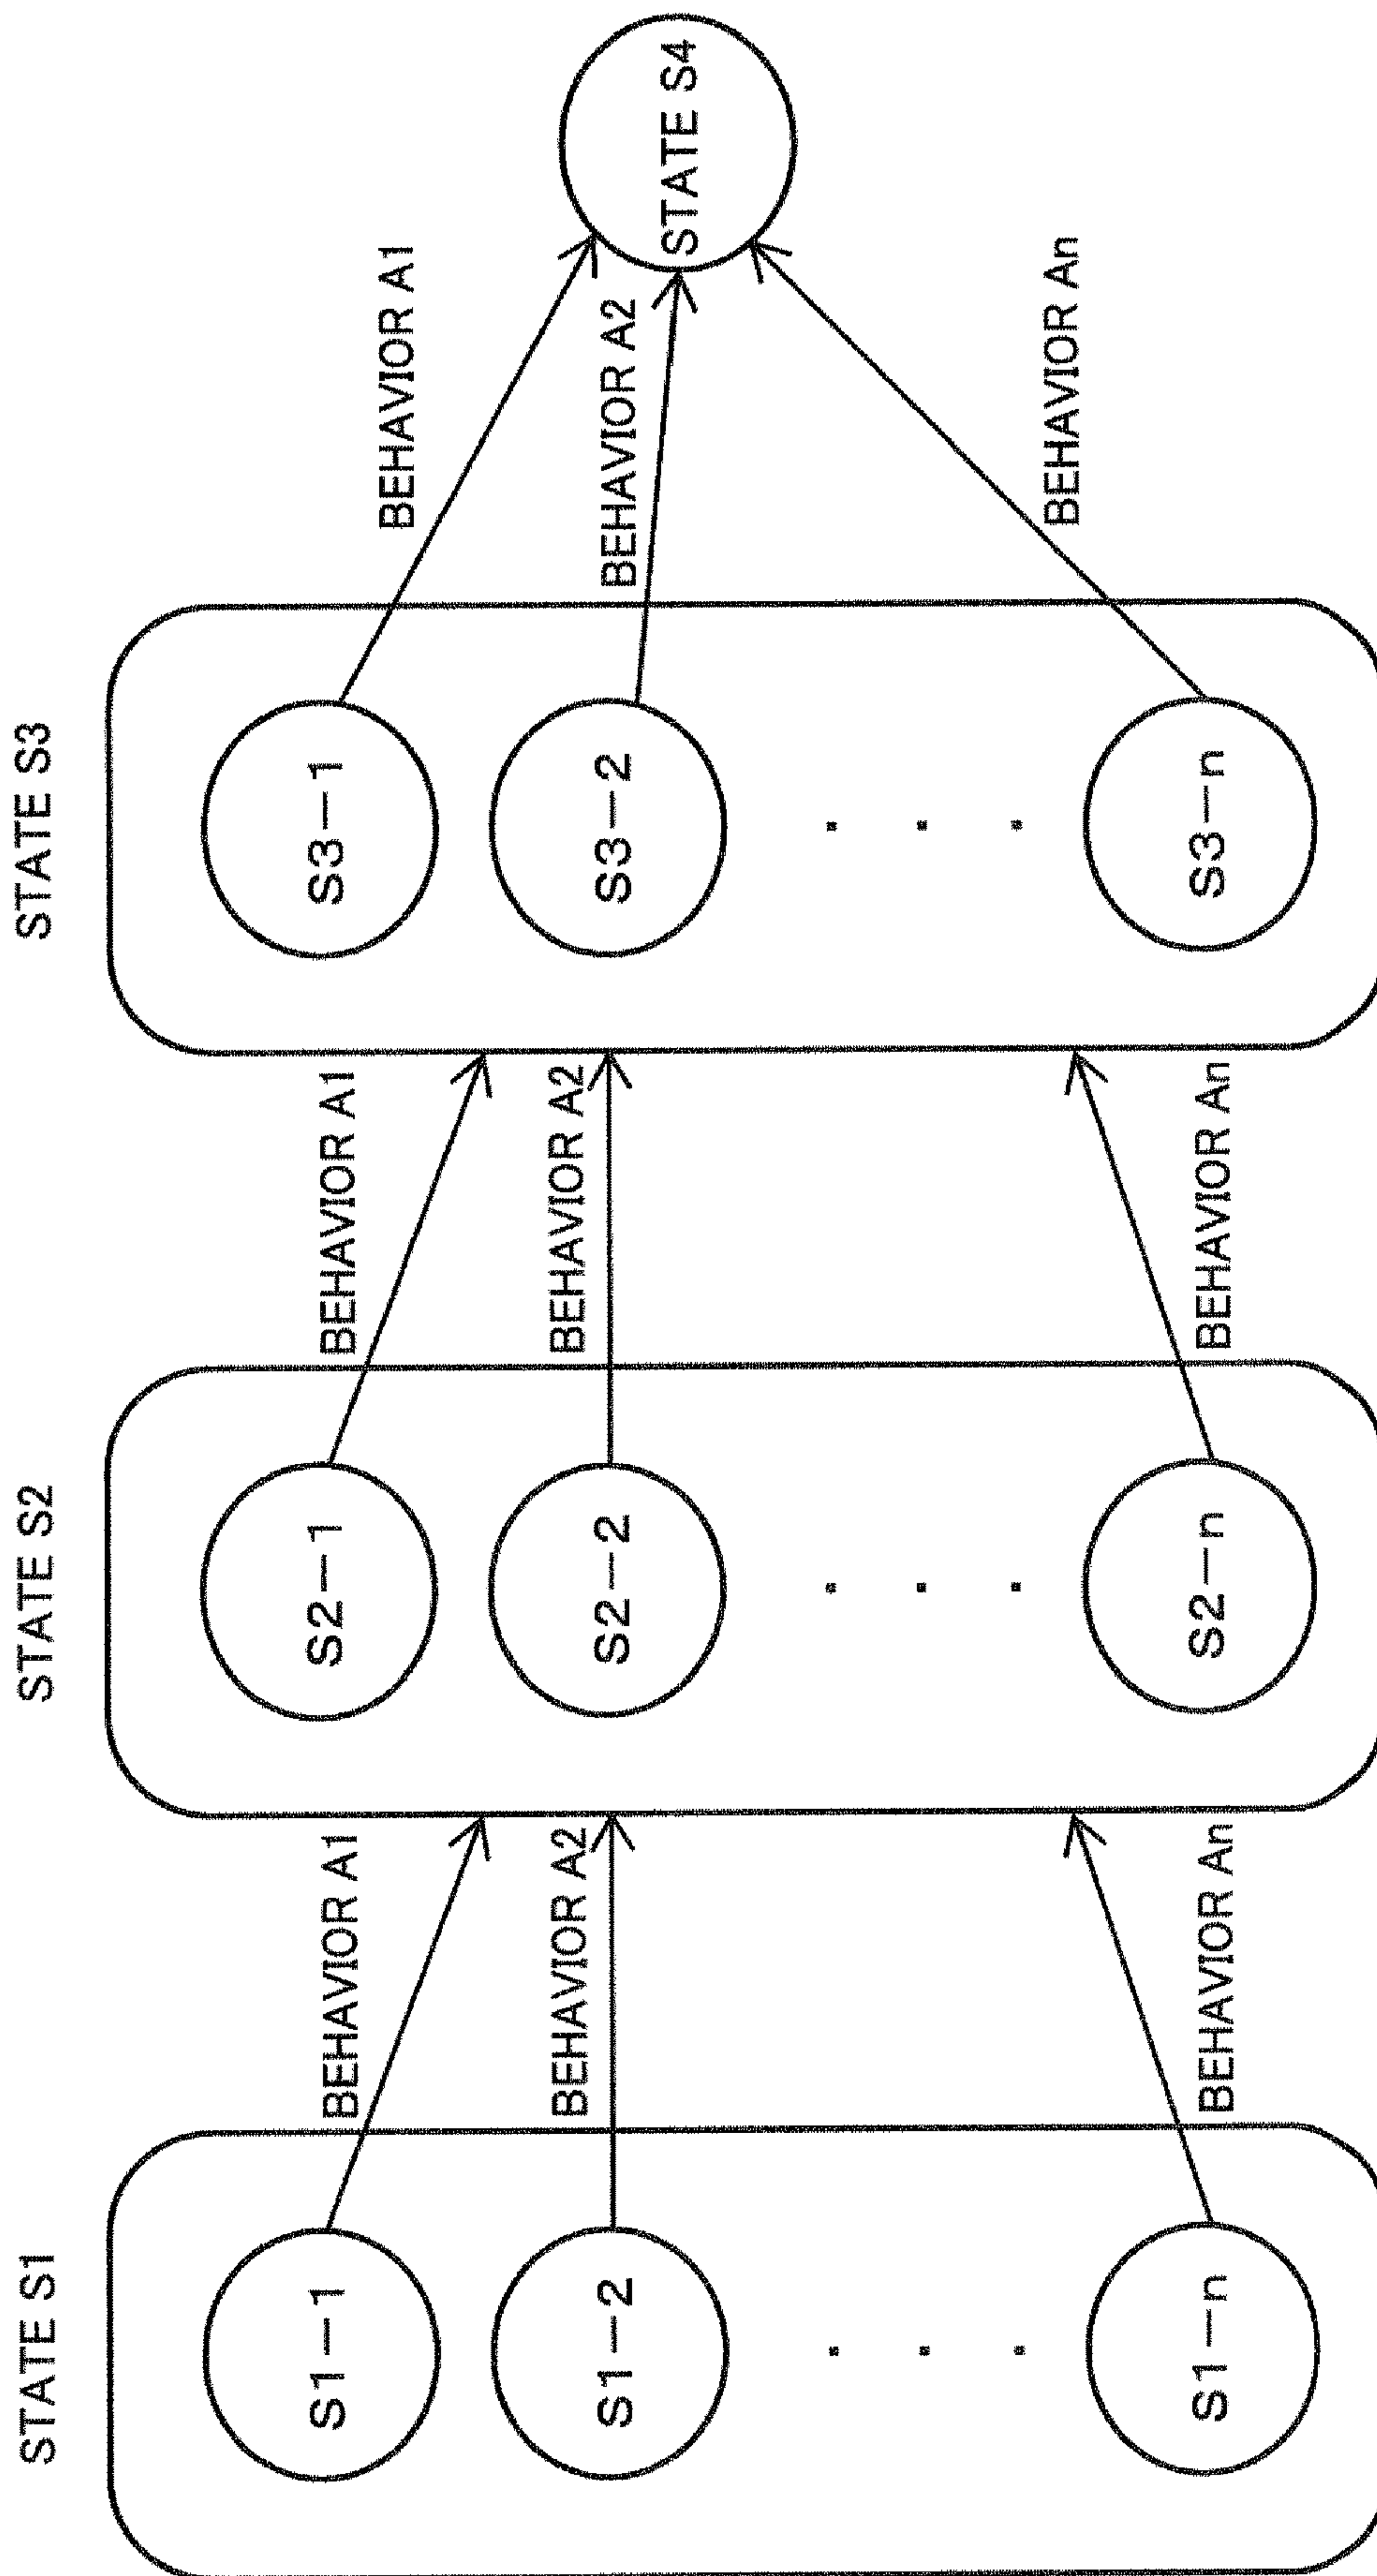 STATE S1
S1-1
S1-2
S1-n
BEHAVIOR A1
BEHAVIOR A2
BEHAVIOR An
STATE S2
S2-1
S2-2
S2-n
BEHAVIOR A1
BEHAVIOR A2
BEHAVIOR An
STATE S3
S3-1
S3-2
S3-n
BEHAVIOR A1
BEHAVIOR A2
BEHAVIOR An
STATE S4